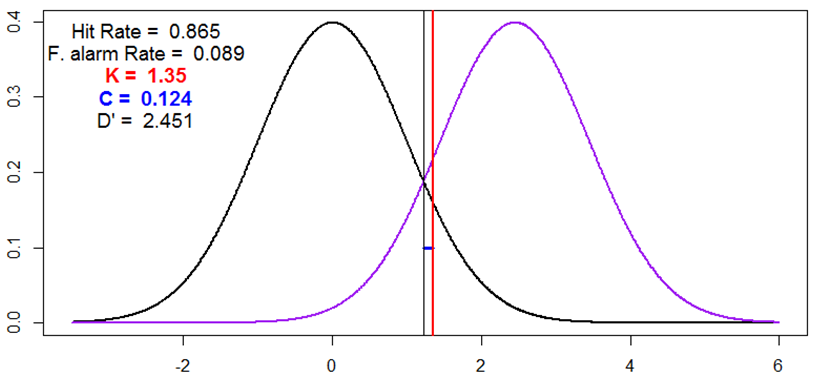 Hit Rate = 0.865
F. alarm Rate = 0.089
K = 1.35
C = 0.124
D' = 2.451
0.4
0.3
0.2
0.1
0.0
-2 0 2 4 6